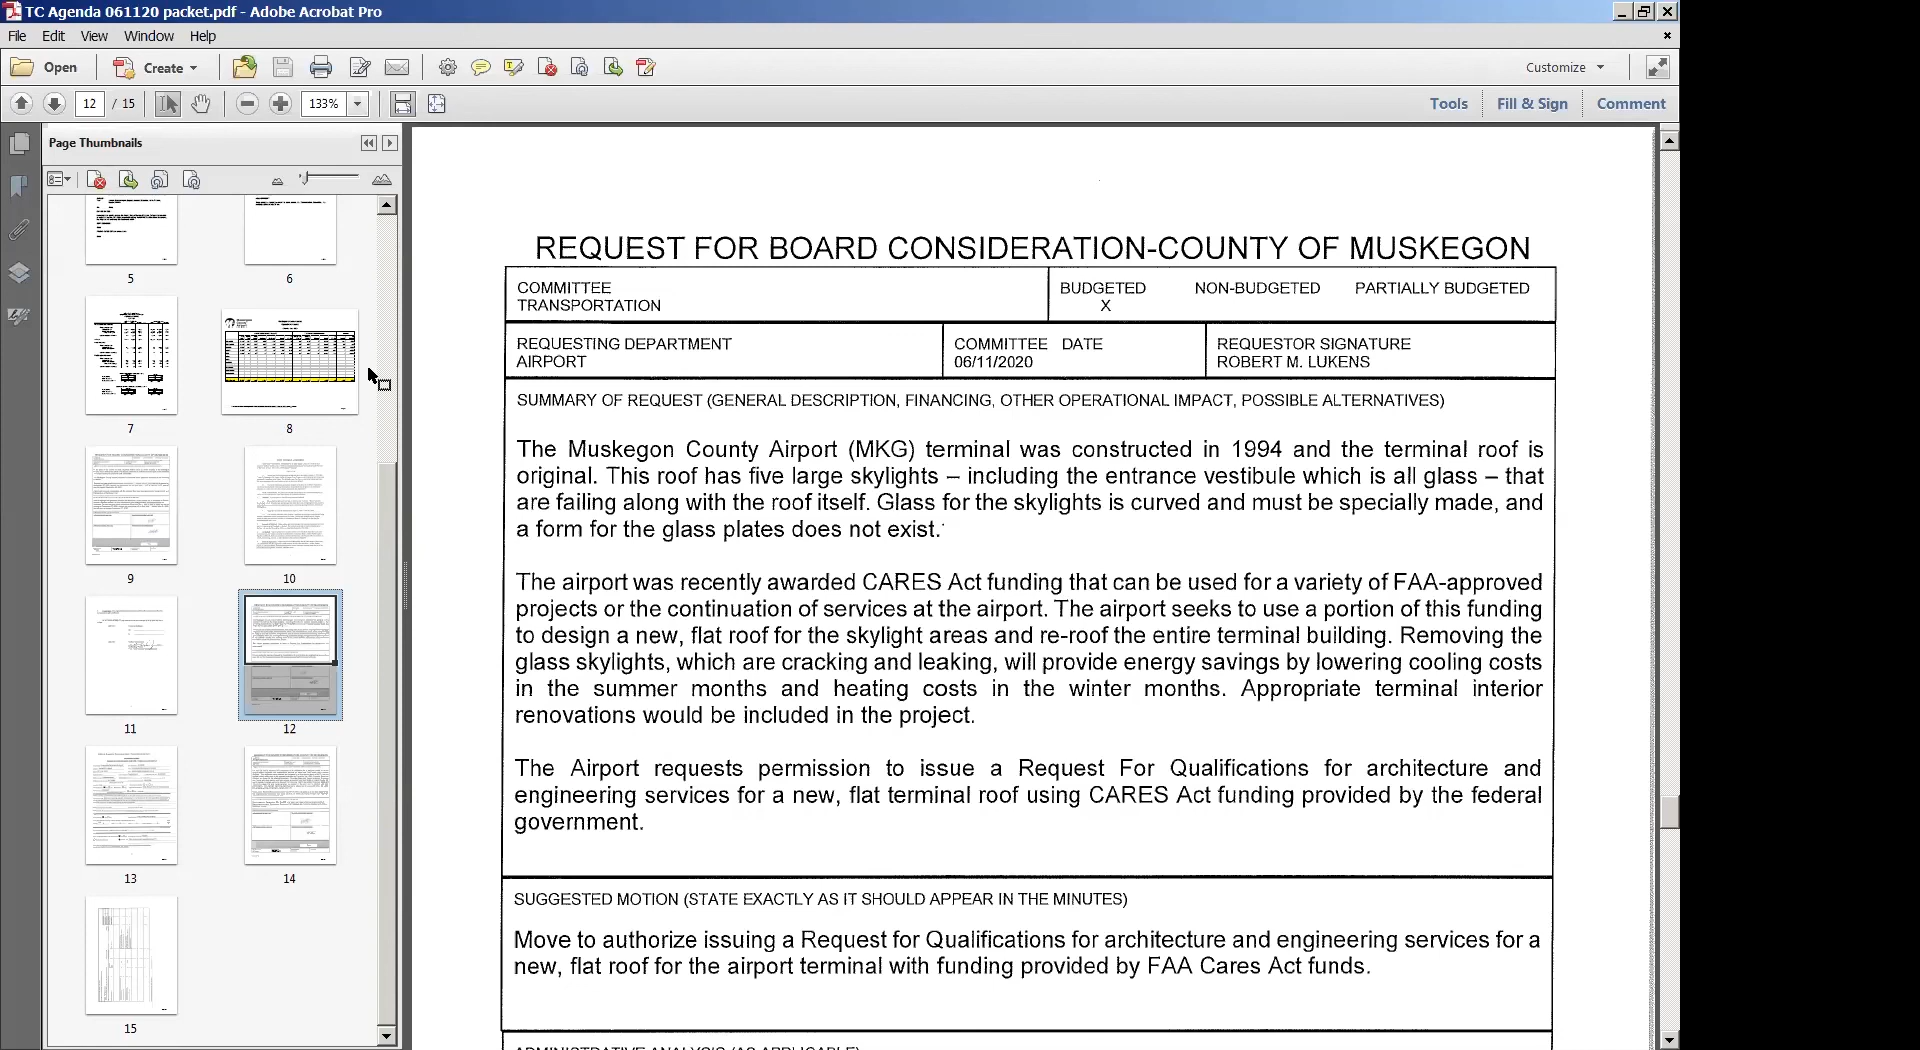 TC Agenda 061120 packet.pdf - Adobe Acrobat Pro
File Edit View Window Help
Open Create Customize
12 / 15 133% Tools Fill & Sign Comment
Page Thumbnails
5 6
7 8
9 10
11 12
13 14
15
REQUEST FOR BOARD CONSIDERATION-COUNTY OF MUSKEGON
COMMITTEE BUDGETED NON-BUDGETED PARTIALLY BUDGETED
TRANSPORTATION X
REQUESTING DEPARTMENT COMMITTEE DATE REQUESTOR SIGNATURE
AIRPORT 06/11/2020 ROBERT M. LUKENS
SUMMARY OF REQUEST (GENERAL DESCRIPTION, FINANCING, OTHER OPERATIONAL IMPACT, POSSIBLE ALTERNATIVES)
The Muskegon County Airport (MKG) terminal was constructed in 1994 and the terminal roof is
original. This roof has five large skylights – including the entrance vestibule which is all glass – that
are failing along with the roof itself. Glass for the skylights is curved and must be specially made, and
a form for the glass plates does not exist.
The airport was recently awarded CARES Act funding that can be used for a variety of FAA-approved
projects or the continuation of services at the airport. The airport seeks to use a portion of this funding
to design a new, flat roof for the skylight areas and re-roof the entire terminal building. Removing the
glass skylights, which are cracking and leaking, will provide energy savings by lowering cooling costs
in the summer months and heating costs in the winter months. Appropriate terminal interior
renovations would be included in the project.
The Airport requests permission to issue a Request For Qualifications for architecture and
engineering services for a new, flat terminal roof using CARES Act funding provided by the federal
government.
SUGGESTED MOTION (STATE EXACTLY AS IT SHOULD APPEAR IN THE MINUTES)
Move to authorize issuing a Request for Qualifications for architecture and engineering services for a
new, flat roof for the airport terminal with funding provided by FAA Cares Act funds.
ADMINISTRATIVE ANALYSIS (AS APPLICABLE)